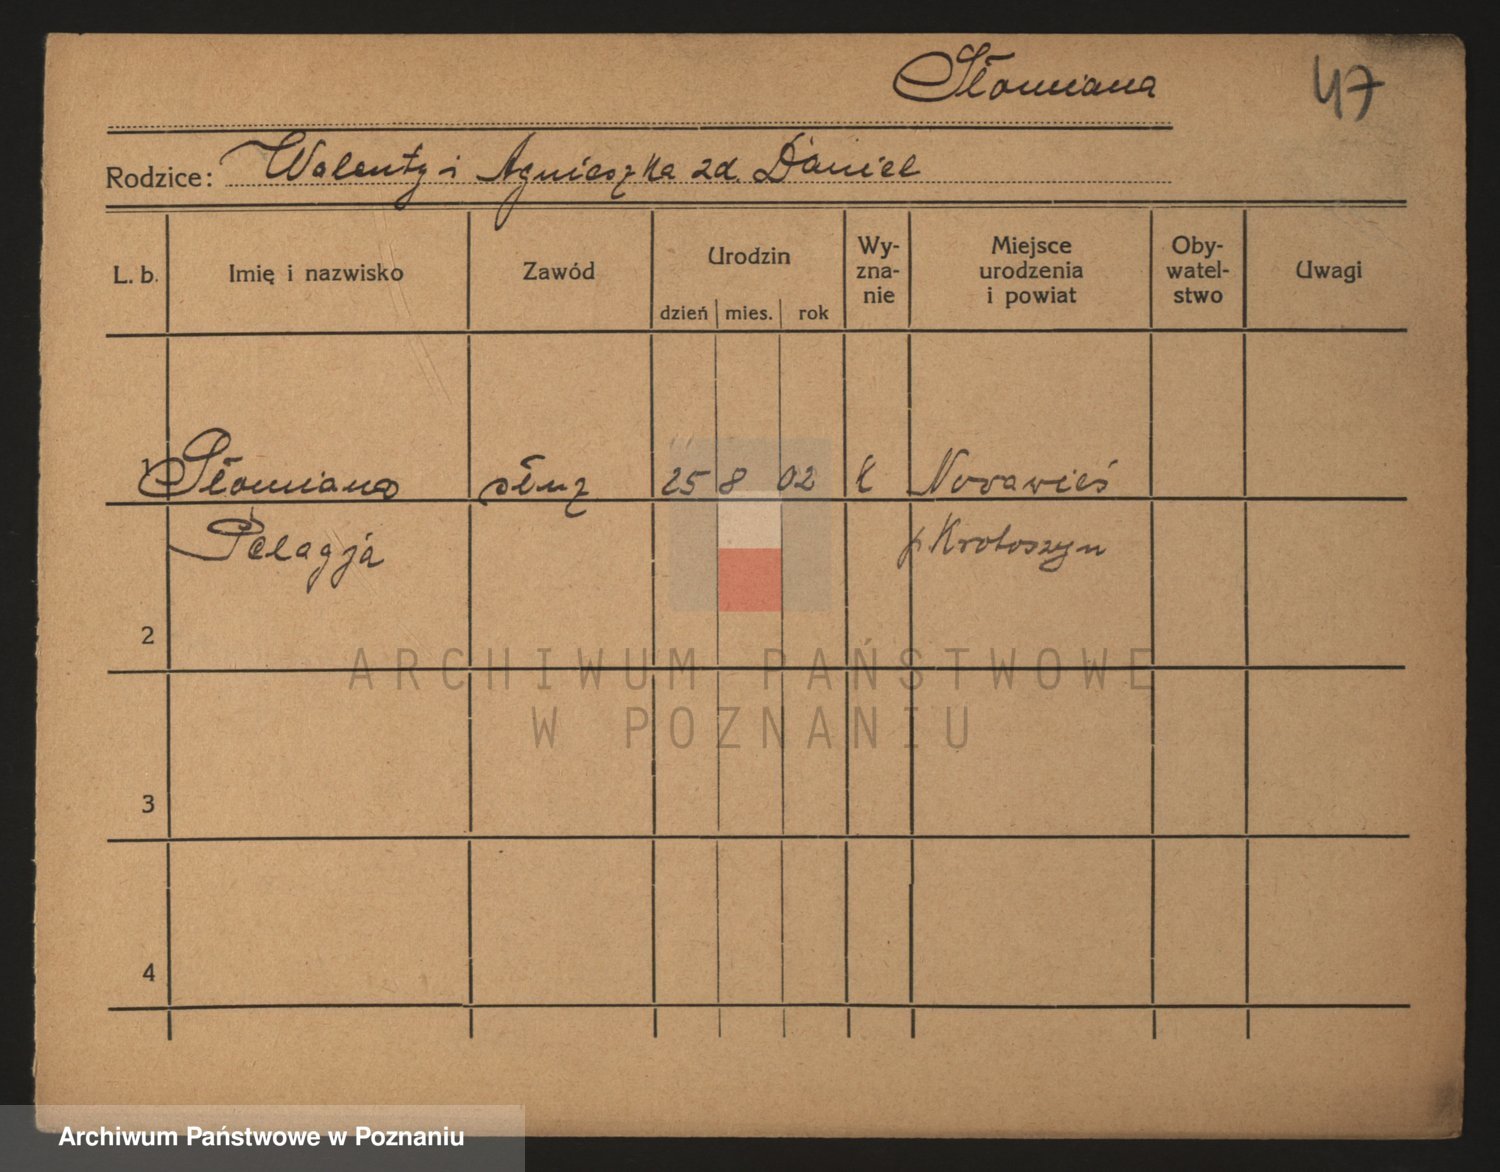 Słomiana
47
Rodzice: Walenty i Agnieszka zd. Daniel
L. b.
Imię i nazwisko
Zawód
Urodzin
dzień mies. rok
Wy-
zna-
nie
Miejsce
urodzenia
i powiat
Oby-
watel-
stwo
Uwagi
1 Słomiana służ 25 8 02 k Nowawieś
Pelagja p. Krotoszyn
2
3
4
ARCHIWUM PAŃSTWOWE
W POZNANIU
Archiwum Państwowe w Poznaniu